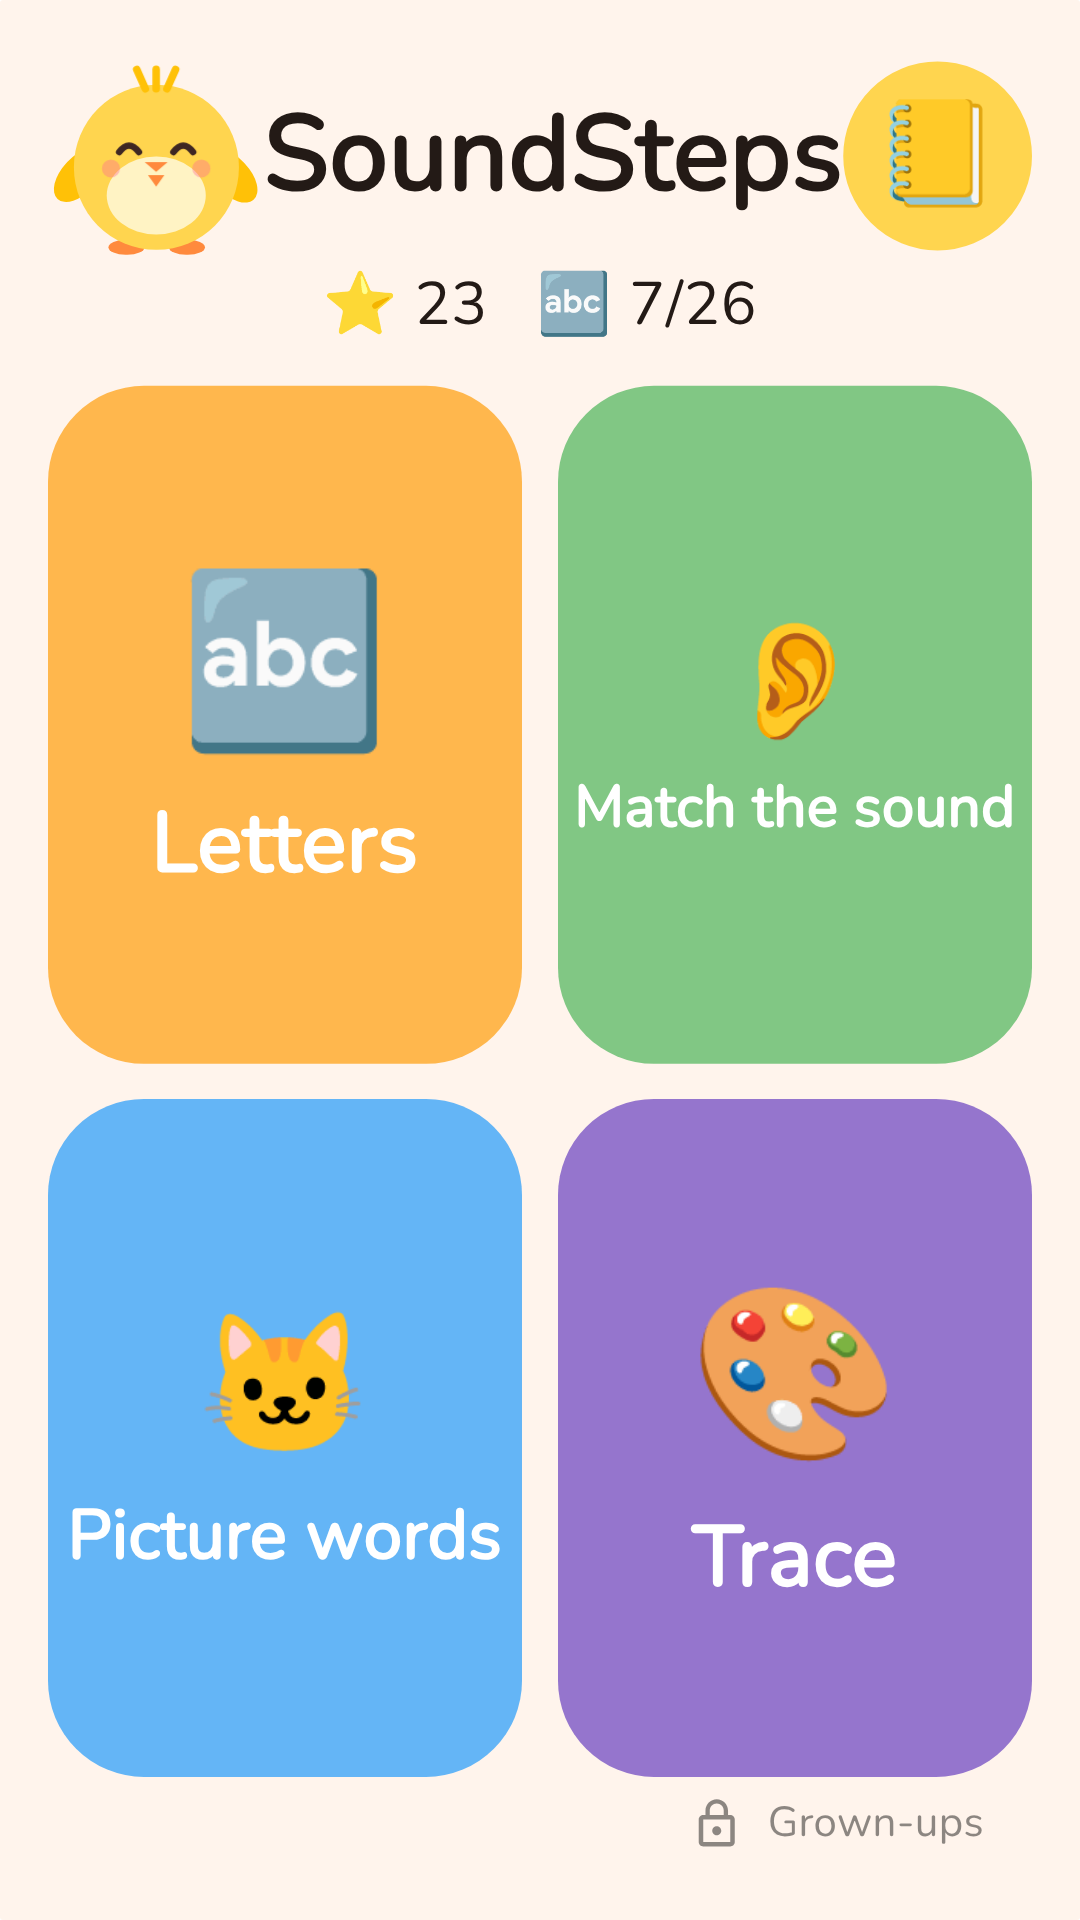 SoundSteps
23 abc 7/26
abc
Letters
Match the sound
Picture words
Trace
Grown-ups